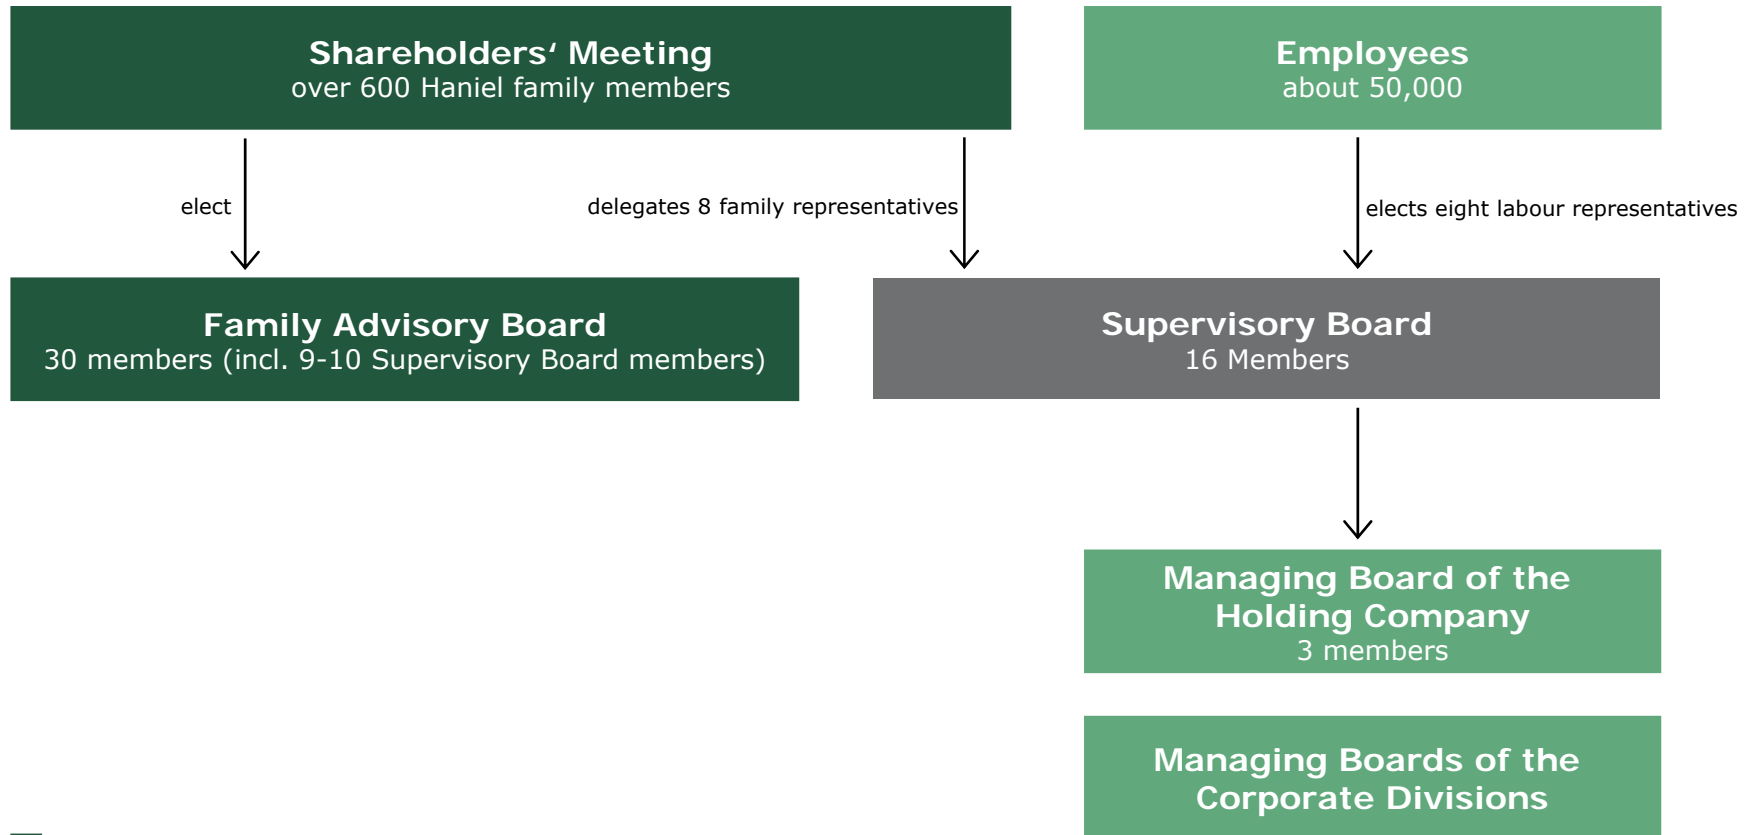 Shareholders‘ Meeting
over 600 Haniel family members
Employees
about 50,000
elect
delegates 8 family representatives
elects eight labour representatives
Family Advisory Board
30 members (incl. 9-10 Supervisory Board members)
Supervisory Board
16 Members
Managing Board of the
Holding Company
3 members
Managing Boards of the
Corporate Divisions